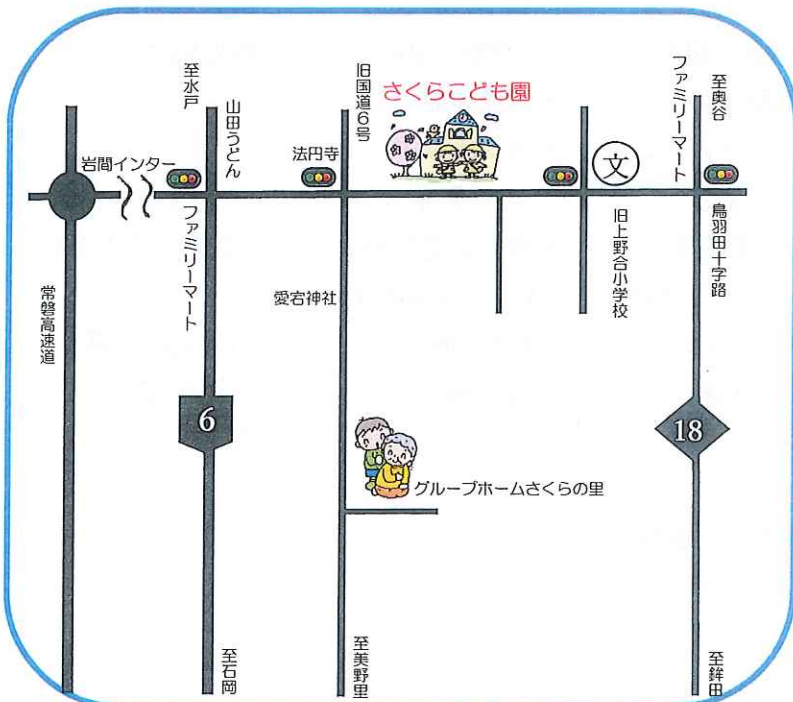 至水戸
山田うどん
旧国道6号
さくらこども園
ファミリーマート
至奥谷
岩間インター
法円寺
文
ファミリーマート
旧上野合小学校
鳥羽田十字路
常磐高速道
愛宕神社
6
18
グループホームさくらの里
至石岡
至美野里
至鉾田